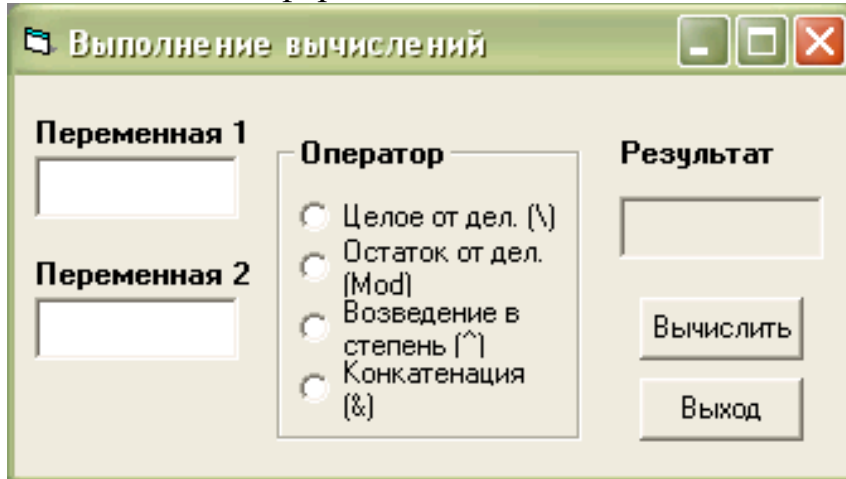 Выполнение вычислений
Переменная 1
Переменная 2
Оператор
Целое от дел. (\)
Остаток от дел.
(Mod)
Возведение в
степень (^)
Конкатенация
(&)
Результат
Вычислить
Выход